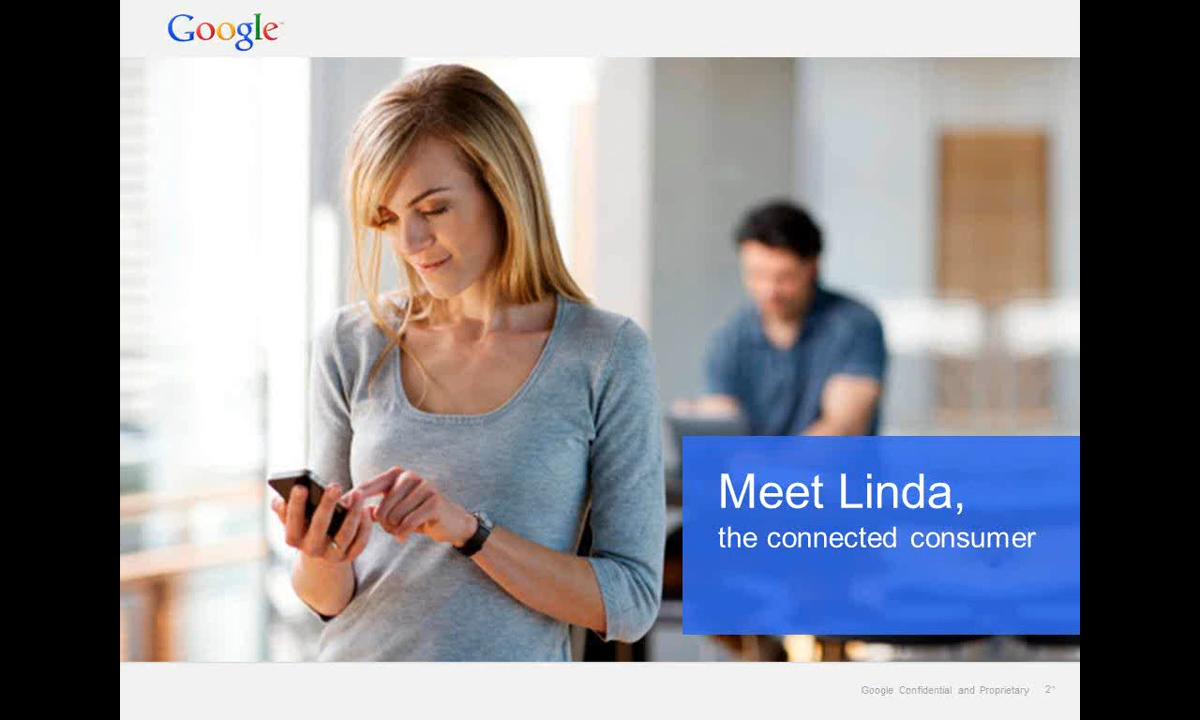 Google
Meet Linda,
the connected consumer
Google Confidential and Proprietary 2